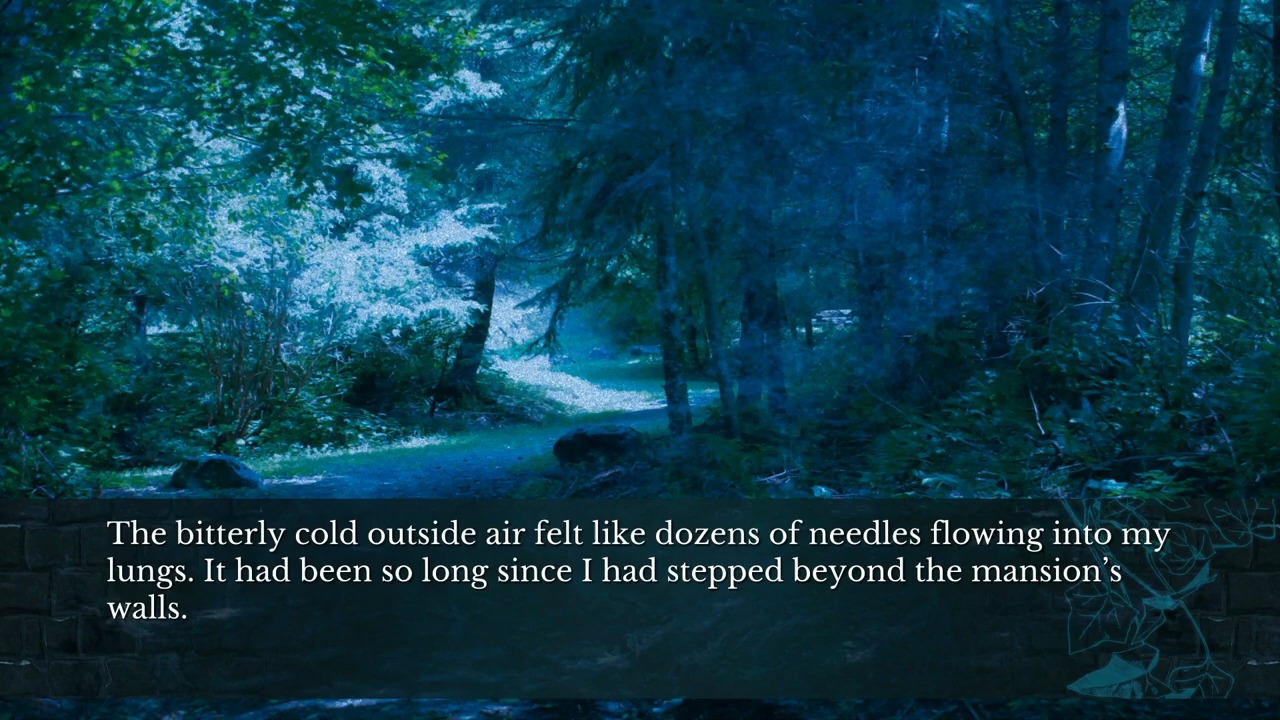 The bitterly cold outside air felt like dozens of needles flowing into my
lungs. It had been so long since I had stepped beyond the mansion’s
walls.